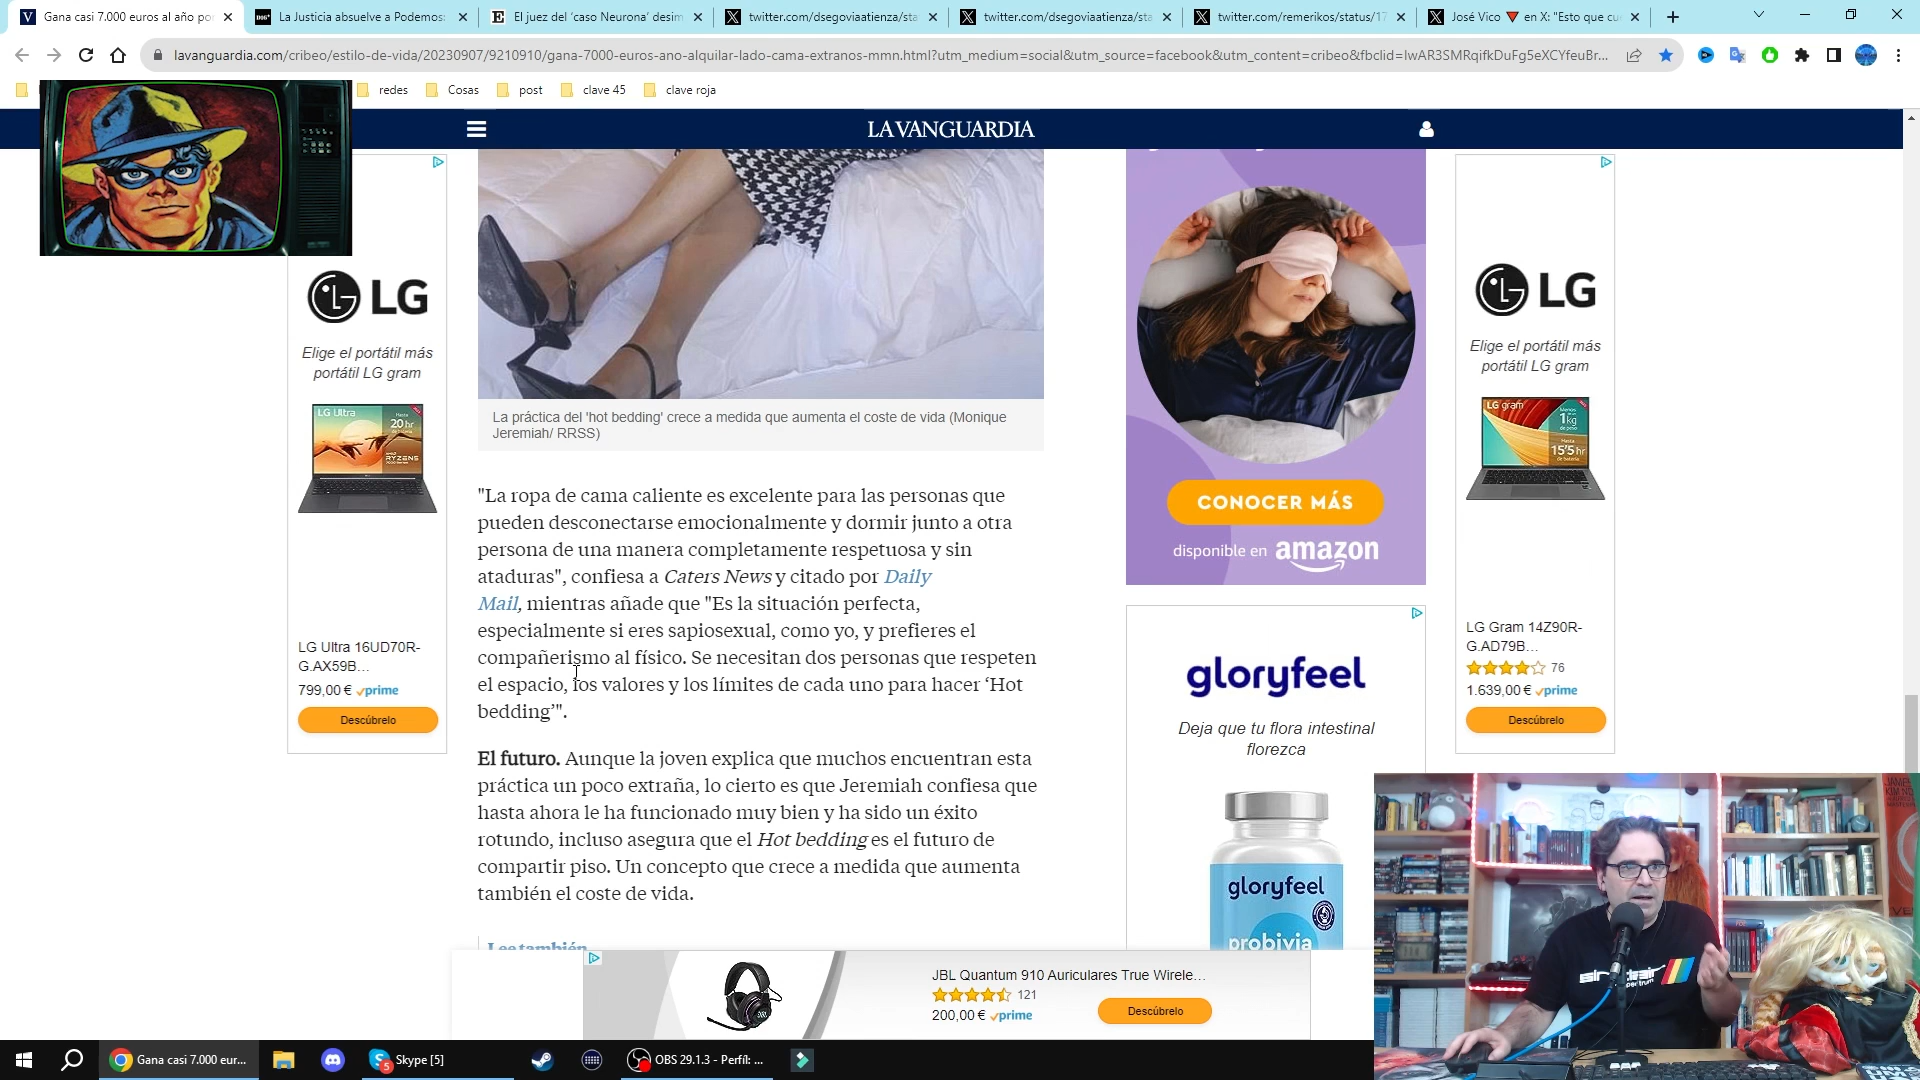 Gana casi 7.000 euros al año po
La Justicia absuelve a Podemos:
El juez del 'caso Neurona' desim
twitter.com/dsegoviaatienza/sta
twitter.com/dsegoviaatienza/sta
twitter.com/remerikos/status/17
José Vico 🔻 en X: "Esto que cu
lavanguardia.com/cribeo/estilo-de-vida/20230907/9210910/gana-7000-euros-ano-alquilar-lado-cama-extranos-mmn.html?utm_medium=social&utm_source=facebook&utm_content=cribeo&fbclid=IwAR3SMRqifkDuFg5eXCYfeuBr...
redes
Cosas
post
clave 45
clave roja
LA VANGUARDIA
LG
Elige el portátil más
portátil LG gram
LG Ultra
Hasta
20hr
RYZEN5
LG Ultra 16UD70R-
G.AX59B...
799,00 € prime
Descúbrelo
La práctica del 'hot bedding' crece a medida que aumenta el coste de vida (Monique
Jeremiah/ RRSS)
"La ropa de cama caliente es excelente para las personas que
pueden desconectarse emocionalmente y dormir junto a otra
persona de una manera completamente respetuosa y sin
ataduras", confiesa a Caters News y citado por Daily
Mail, mientras añade que "Es la situación perfecta,
especialmente si eres sapiosexual, como yo, y prefieres el
compañerismo al físico. Se necesitan dos personas que respeten
el espacio, los valores y los límites de cada uno para hacer ‘Hot
bedding’".
El futuro. Aunque la joven explica que muchos encuentran esta
práctica un poco extraña, lo cierto es que Jeremiah confiesa que
hasta ahora le ha funcionado muy bien y ha sido un éxito
rotundo, incluso asegura que el Hot bedding es el futuro de
compartir piso. Un concepto que crece a medida que aumenta
también el coste de vida.
Lee también
CONOCER MÁS
disponible en amazon
gloryfeel
Deja que tu flora intestinal
florezca
gloryfeel
probivia
LG
Elige el portátil más
portátil LG gram
LG gram
Menos
1kg
de peso
Hasta
15'5hr
de batería
LG Gram 14Z90R-
G.AD79B...
76
1.639,00 € prime
Descúbrelo
JBL Quantum 910 Auriculares True Wirele...
121
200,00 € prime
Descúbrelo
sinclair
Gana casi 7.000 eur...
Skype [5]
OBS 29.1.3 - Perfil: ...